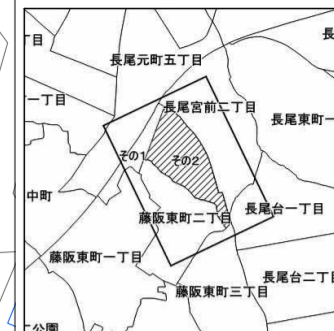 丁目
長尾元町五丁目
長
一丁目
長尾宮前二丁目
長尾東町一
その1
その2
中町
藤阪東町二丁目
長尾台一丁目
藤阪東町一丁目
長尾台二丁
藤阪東町三丁目
二公園